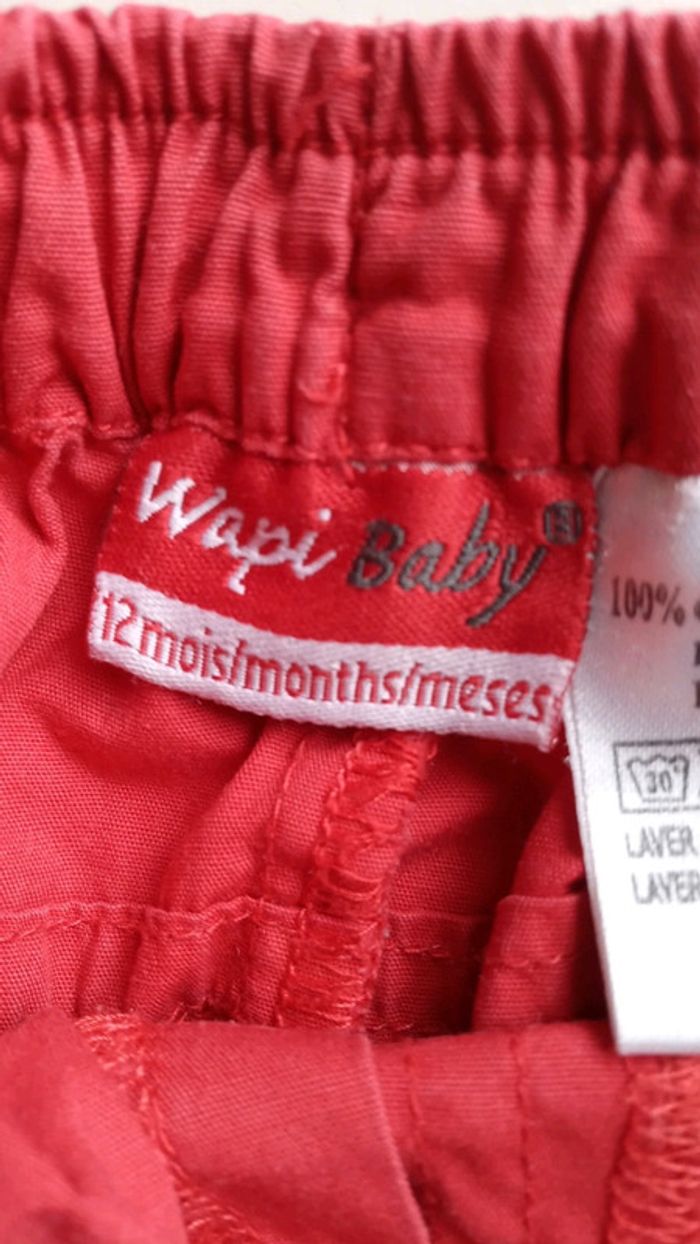 Wapi Baby®
12 mois/months/meses
100%
30°
LAVER
LAVER